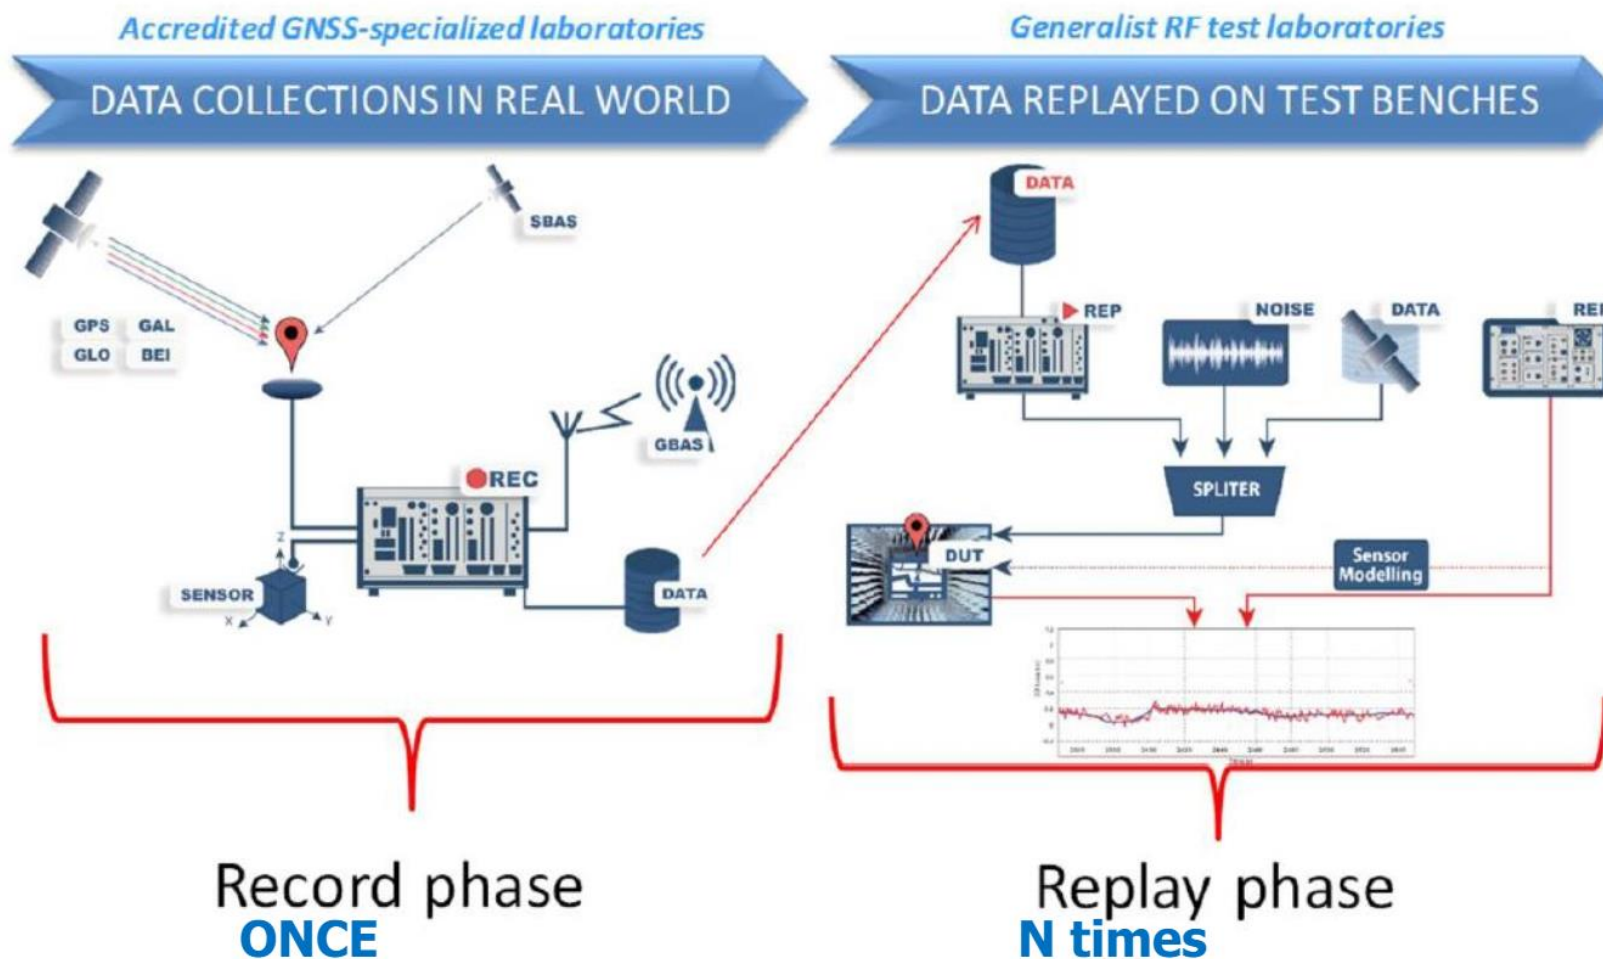 Accredited GNSS-specialized laboratories
DATA COLLECTIONS IN REAL WORLD
SBAS
GPS GAL
GLO BEI
GBAS
REC
SENSOR
Z
X
Y
DATA
Record phase
ONCE
Generalist RF test laboratories
DATA REPLAYED ON TEST BENCHES
DATA
REP
NOISE
DATA
SPLITER
DUT
Sensor
Modelling
Replay phase
N times